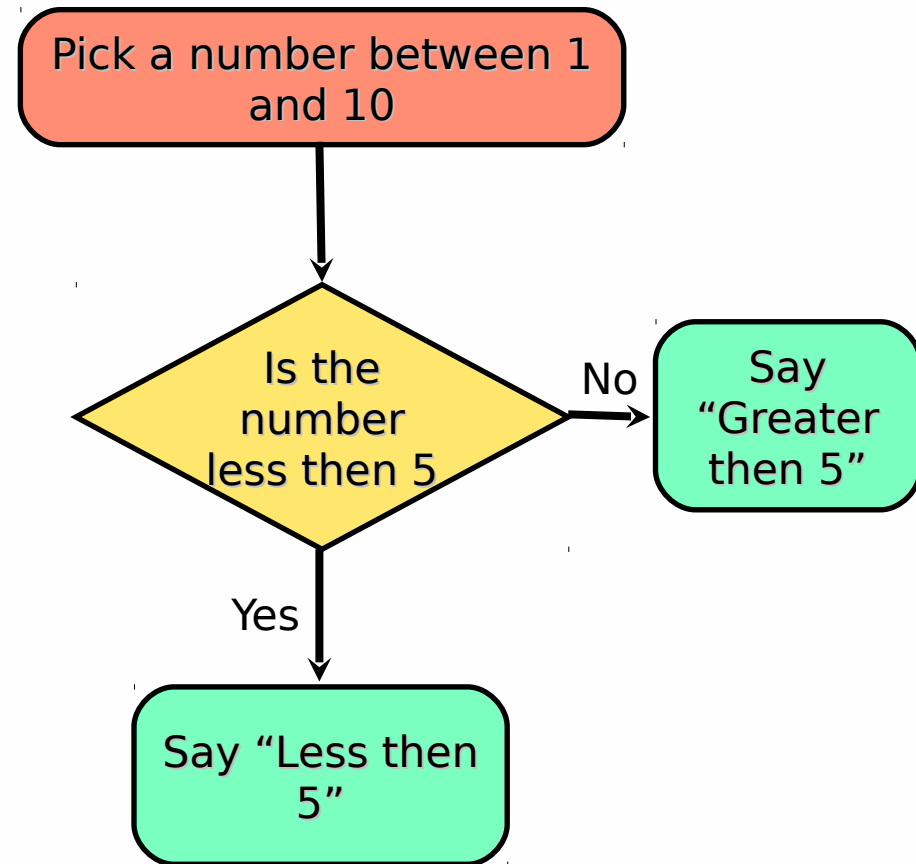 Pick a number between 1
and 10
Is the
number
less then 5
No
Say
“Greater
then 5”
Yes
Say “Less then
5”